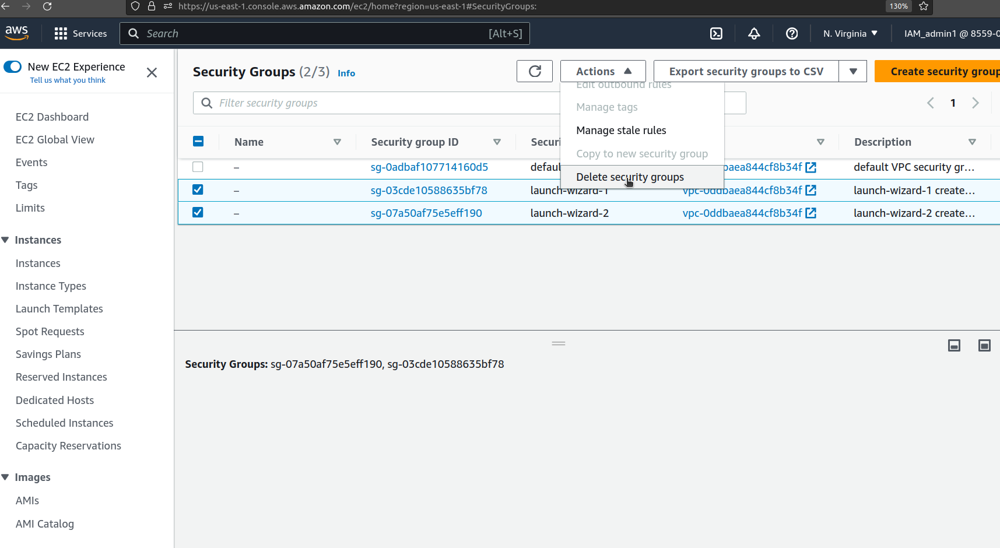 https://us-east-1.console.aws.amazon.com/ec2/home?region=us-east-1#SecurityGroups:
130%
aws
Services
Search
[Alt+S]
N. Virginia
IAM_admin1 @ 8559-0
New EC2 Experience
Tell us what you think
EC2 Dashboard
EC2 Global View
Events
Tags
Limits
Instances
Instances
Instance Types
Launch Templates
Spot Requests
Savings Plans
Reserved Instances
Dedicated Hosts
Scheduled Instances
Capacity Reservations
Images
AMIs
AMI Catalog
Security Groups (2/3) Info
Actions
Export security groups to CSV
Create security group
Filter security groups
1
Edit outbound rules
Manage tags
Manage stale rules
Copy to new security group
Delete security groups
Name Security group ID Securi Description
– sg-0adbaf107714160d5 defaul baea844cf8b34f default VPC security gr...
– sg-03cde10588635bf78 launch-wizard-1 vpc-0ddbaea844cf8b34f launch-wizard-1 create...
– sg-07a50af75e5eff190 launch-wizard-2 vpc-0ddbaea844cf8b34f launch-wizard-2 create...
Security Groups: sg-07a50af75e5eff190, sg-03cde10588635bf78